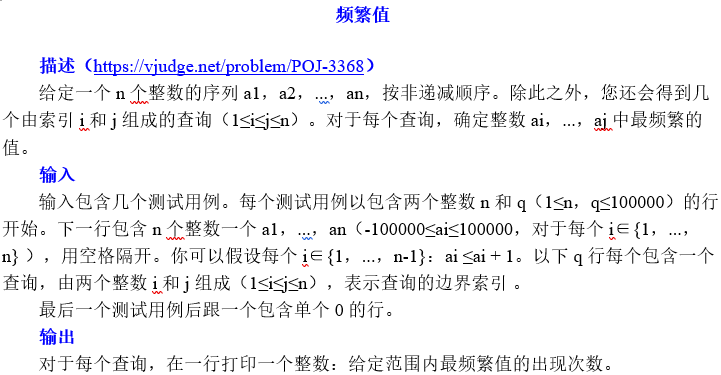 频繁值
描述（https://vjudge.net/problem/POJ-3368）
给定一个 n 个整数的序列 a1，a2，...，an，按非递减顺序。除此之外，您还会得到几
个由索引 i 和 j 组成的查询（1≤i≤j≤n）。对于每个查询，确定整数 ai，...，aj 中最频繁的
值。
输入
输入包含几个测试用例。每个测试用例以包含两个整数 n 和 q（1≤n，q≤100000）的行
开始。下一行包含 n 个整数一个 a1，...，an（-100000≤ai≤100000，对于每个 i∈{1，...，
n} ），用空格隔开。你可以假设每个 i∈{1，...，n-1}：ai ≤ai + 1。以下 q 行每个包含一个
查询，由两个整数 i 和 j 组成（1≤i≤j≤n），表示查询的边界索引 。
最后一个测试用例后跟一个包含单个 0 的行。
输出
对于每个查询，在一行打印一个整数：给定范围内最频繁值的出现次数。